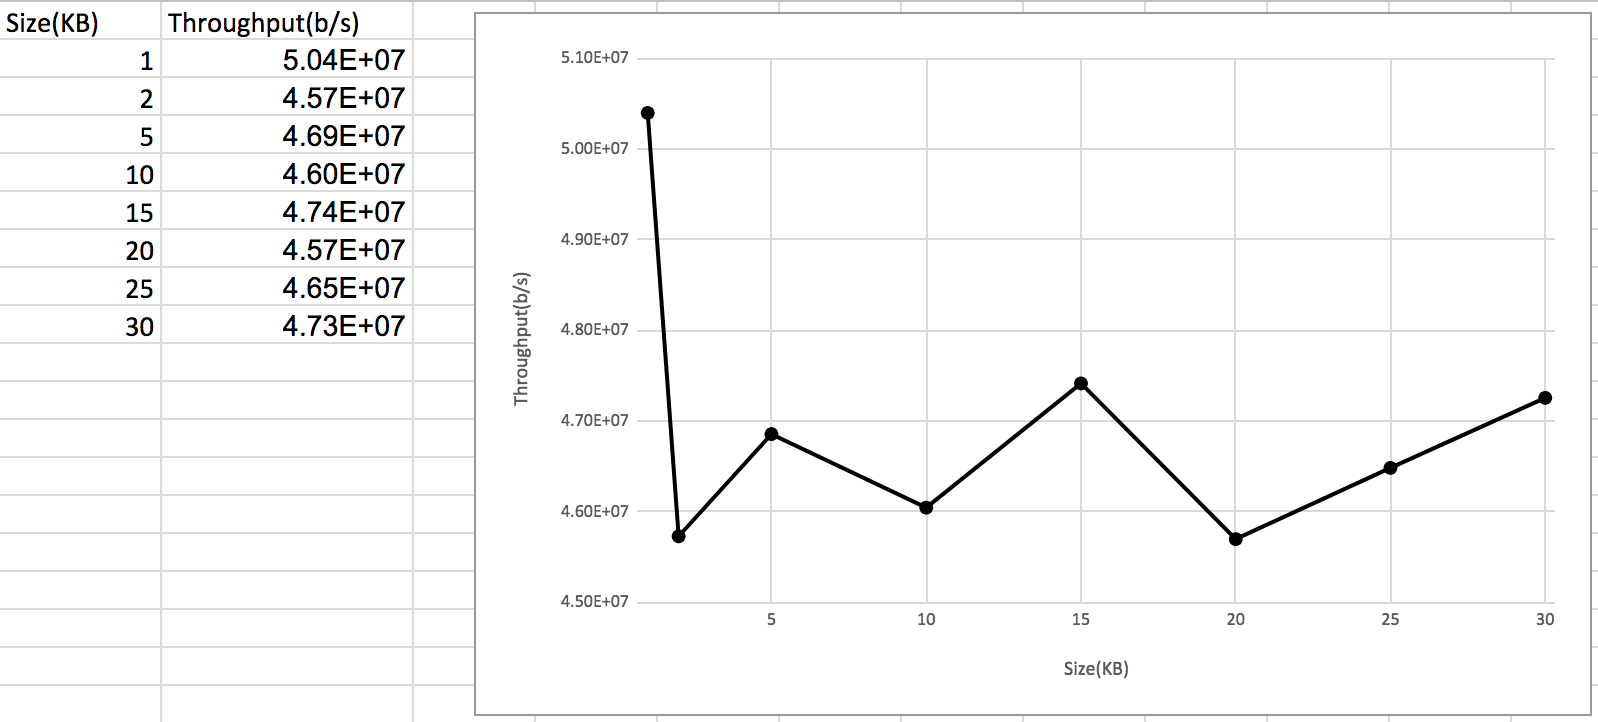 Size(KB) Throughput(b/s)
1 5.04E+07
2 4.57E+07
5 4.69E+07
10 4.60E+07
15 4.74E+07
20 4.57E+07
25 4.65E+07
30 4.73E+07
5.10E+07
5.00E+07
4.90E+07
4.80E+07
4.70E+07
4.60E+07
4.50E+07
Throughput(b/s)
5 10 15 20 25 30
Size(KB)